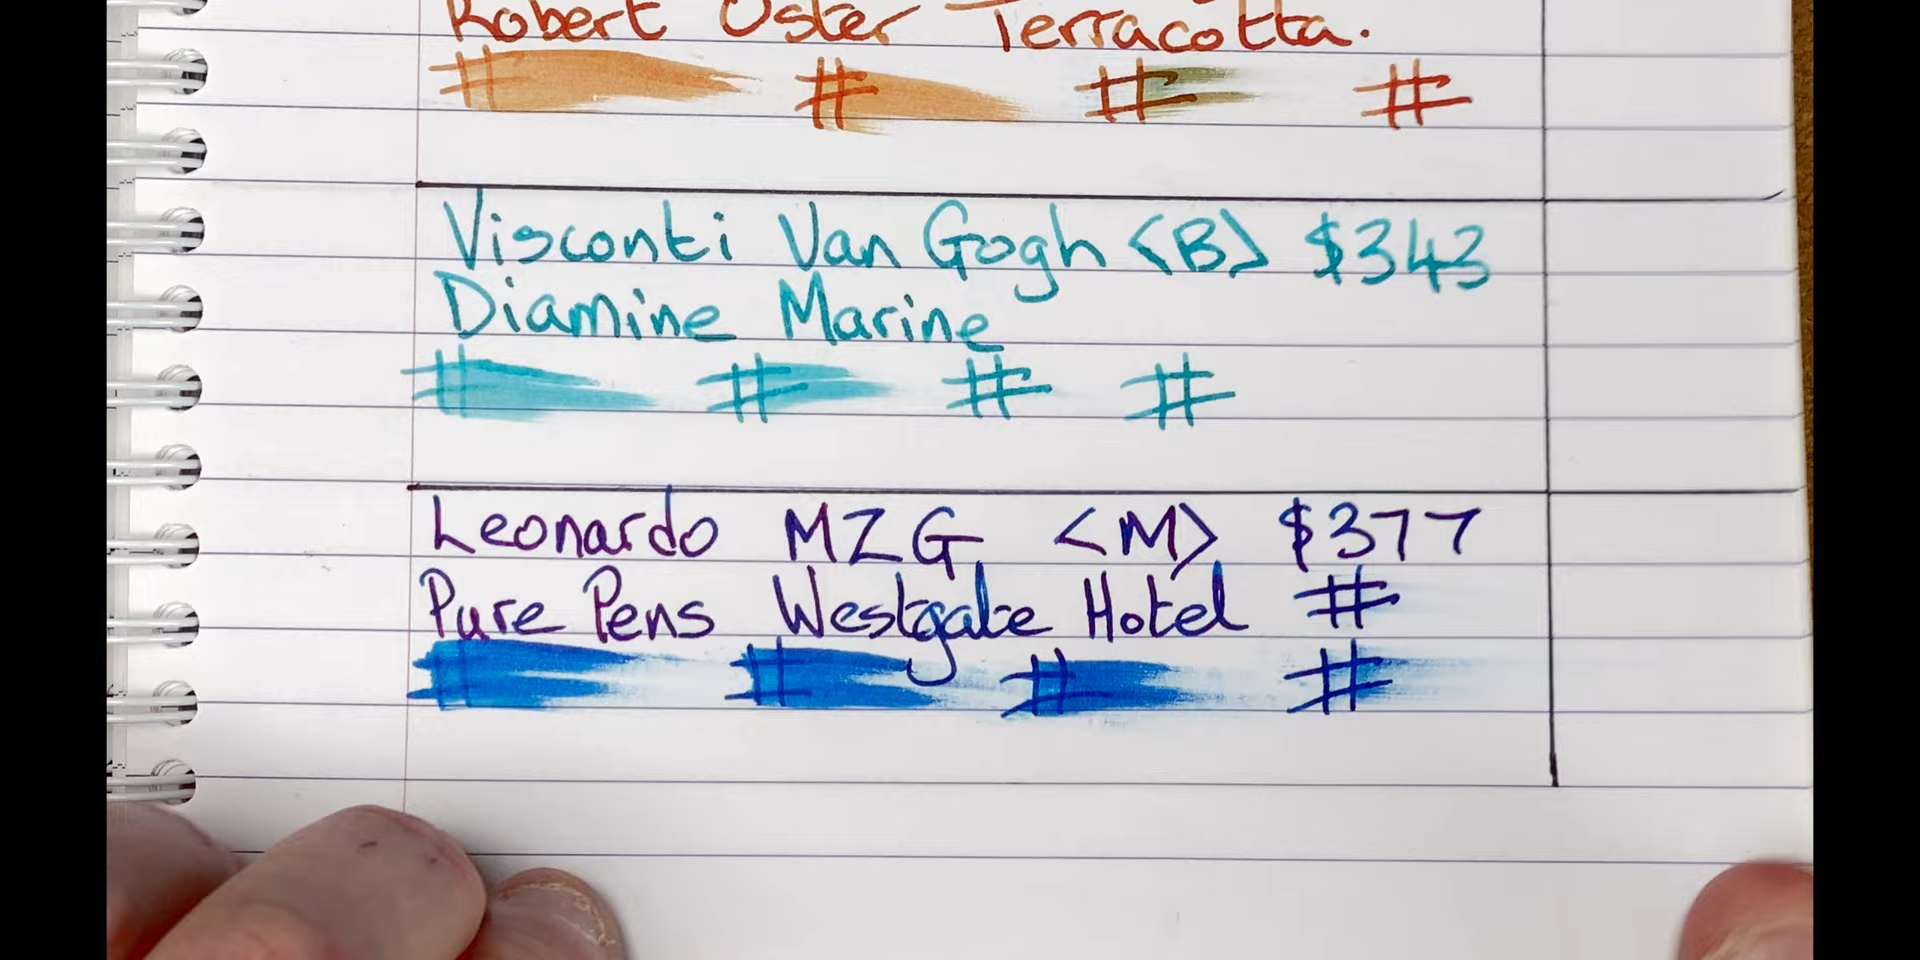 Robert Oster Terracotta.
# # # #
Visconti Van Gogh <B> $343
Diamine Marine
# # # #
Leonardo MZG <M> $377
Pure Pens Westgate Hotel #
# # # #